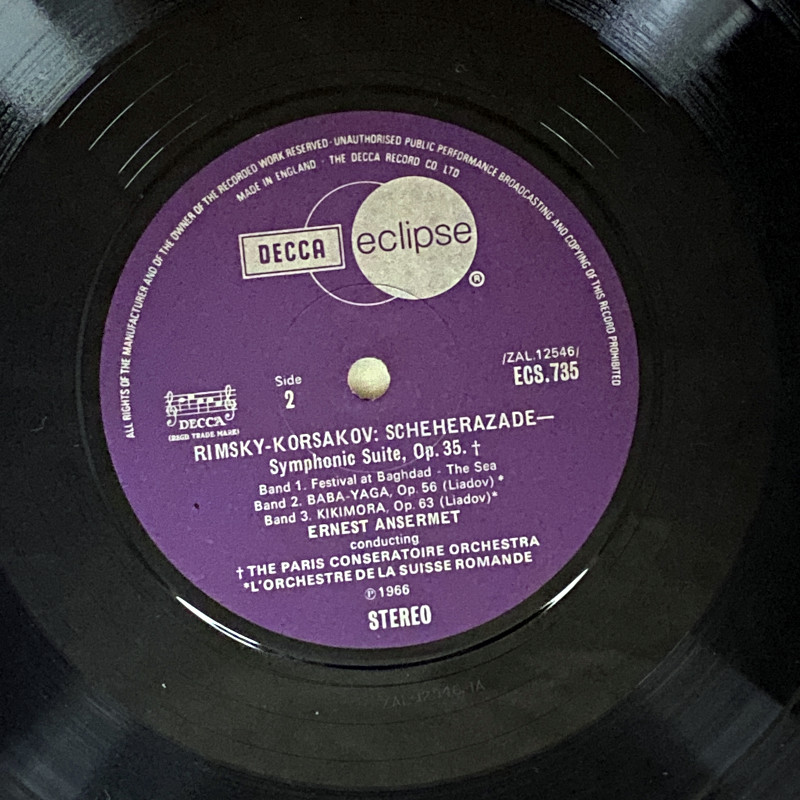 ALL RIGHTS OF THE MANUFACTURER AND OF THE OWNER OF THE RECORDED WORK RESERVED·UNAUTHORISED PUBLIC PERFORMANCE BROADCASTING AND COPYING OF THIS RECORD PROHIBITED
MADE IN ENGLAND · THE DECCA RECORD CO LTD
DECCA eclipse
®
/ZAL.12546/
Side ECS.735
2
DECCA
(REGD TRADE MARK)
RIMSKY-KORSAKOV: SCHEHERAZADE—
Symphonic Suite, Op. 35. †
Band 1. Festival at Baghdad - The Sea
Band 2. BABA-YAGA, Op. 56 (Liadov)*
Band 3. KIKIMORA, Op. 63 (Liadov)*
ERNEST ANSERMET
conducting
†THE PARIS CONSERATOIRE ORCHESTRA
*L'ORCHESTRE DE LA SUISSE ROMANDE
℗ 1966
STEREO